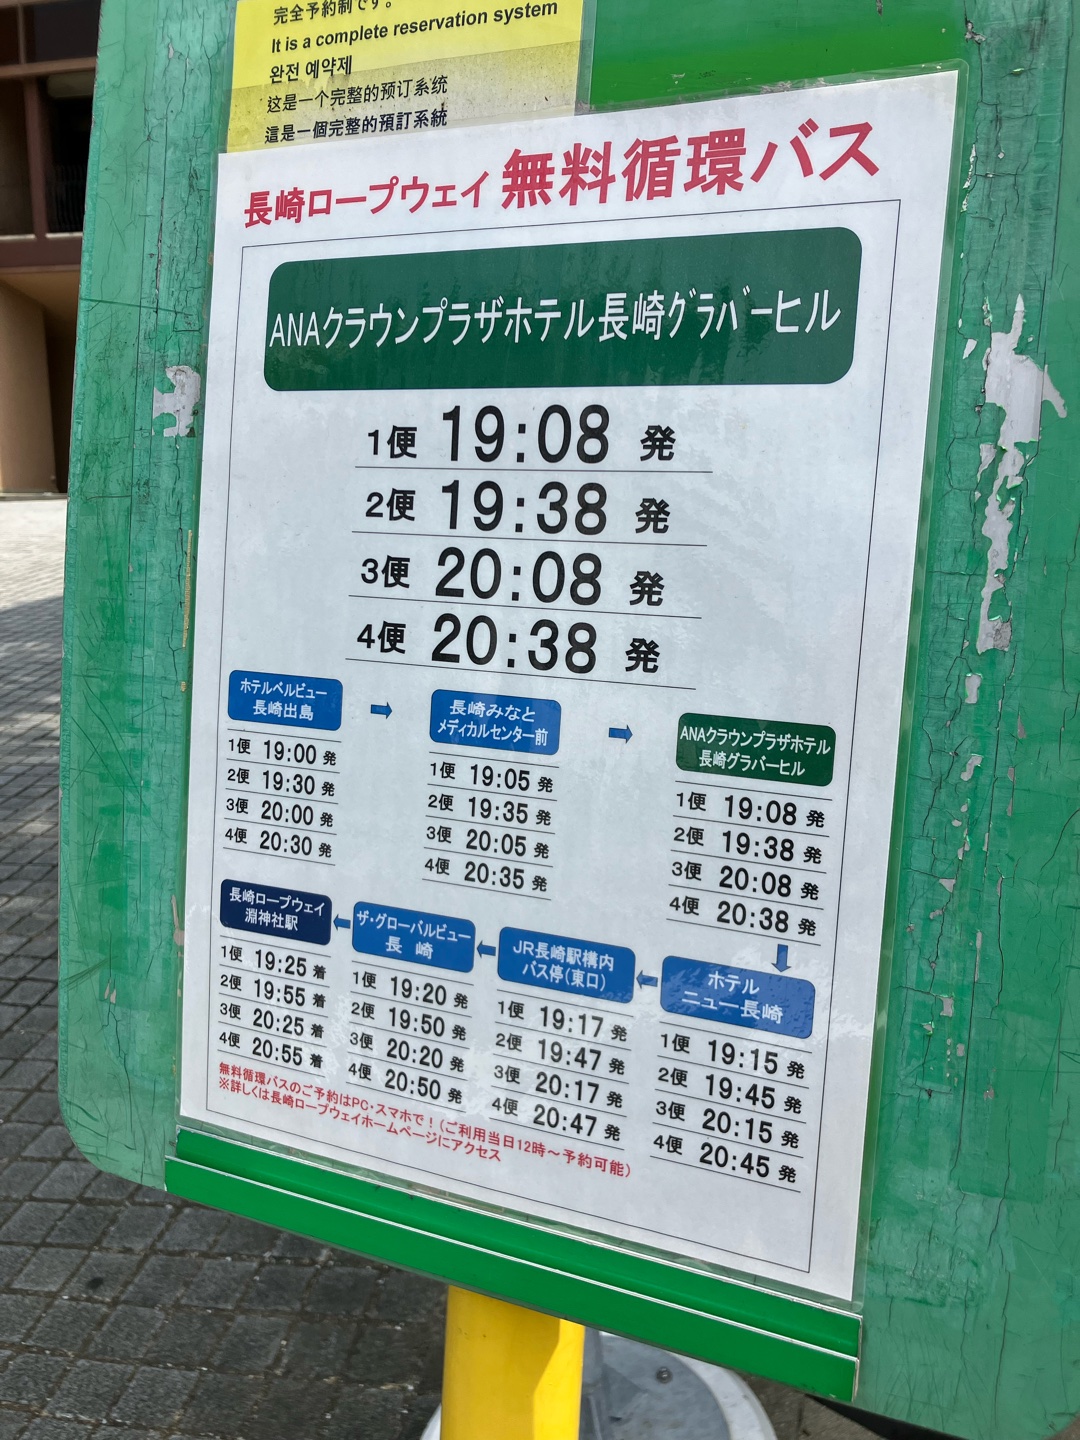 完全予約制です。
It is a complete reservation system
완전 예약제
这是一个完整的预订系统
這是一個完整的預訂系統
長崎ロープウェイ 無料循環バス
ANAクラウンプラザホテル長崎グラバーヒル
1便 19:08 発
2便 19:38 発
3便 20:08 発
4便 20:38 発
ホテルベルビュー
長崎出島
1便 19:00 発
2便 19:30 発
3便 20:00 発
4便 20:30 発
長崎みなと
メディカルセンター前
1便 19:05 発
2便 19:35 発
3便 20:05 発
4便 20:35 発
ANAクラウンプラザホテル
長崎グラバーヒル
1便 19:08 発
2便 19:38 発
3便 20:08 発
4便 20:38 発
ホテル
ニュー長崎
1便 19:15 発
2便 19:45 発
3便 20:15 発
4便 20:45 発
JR長崎駅構内
バス停(東口)
1便 19:17 発
2便 19:47 発
3便 20:17 発
4便 20:47 発
ザ・グローバルビュー
長崎
1便 19:20 発
2便 19:50 発
3便 20:20 発
4便 20:50 発
長崎ロープウェイ
淵神社駅
1便 19:25 着
2便 19:55 着
3便 20:25 着
4便 20:55 着
無料循環バスのご予約はPC・スマホで!(ご利用当日12時～予約可能)
※詳しくは長崎ロープウェイホームページにアクセス